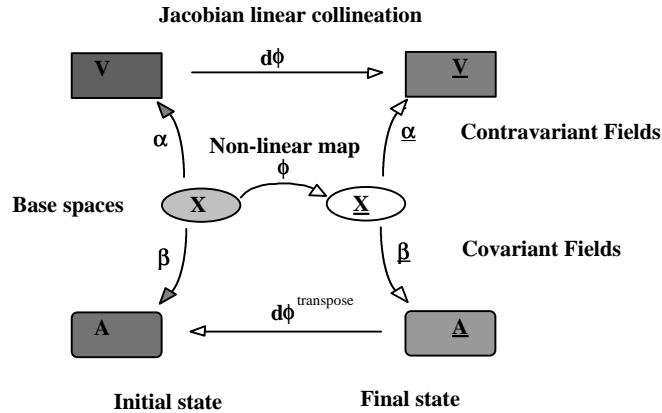 Jacobian linear collineation
V
dϕ
V
α
Non-linear map
ϕ
α
Contravariant Fields
Base spaces
X
X
β
β
Covariant Fields
A
dϕ transpose
A
Initial state
Final state